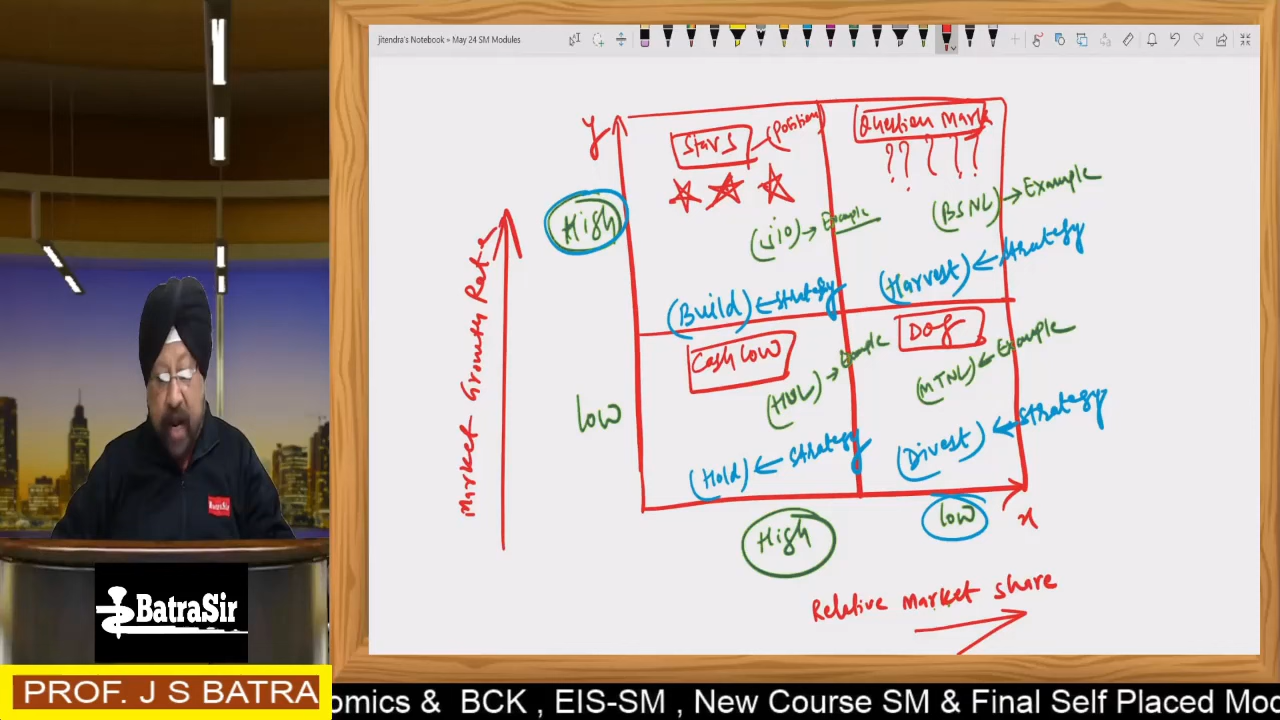 jitendra's Notebook » May 24 SM Modules
y
Stars
(Position)
Question Mark
? ? ? ? ?
High
(Jio) → Example
(BSNL) → Example
(Build) ← Strategy
(Harvest) ← Strategy
Market Growth Rate
Cash Cow
Dog
low
(HUL) → Example
(MTNL) ← Example
(Hold) ← Strategy
(Divest) ← Strategy
High
low
x
Relative market share
BatraSir
BatraSir
PROF. J S BATRA
omics & BCK , EIS-SM , New Course SM & Final Self Placed Mod